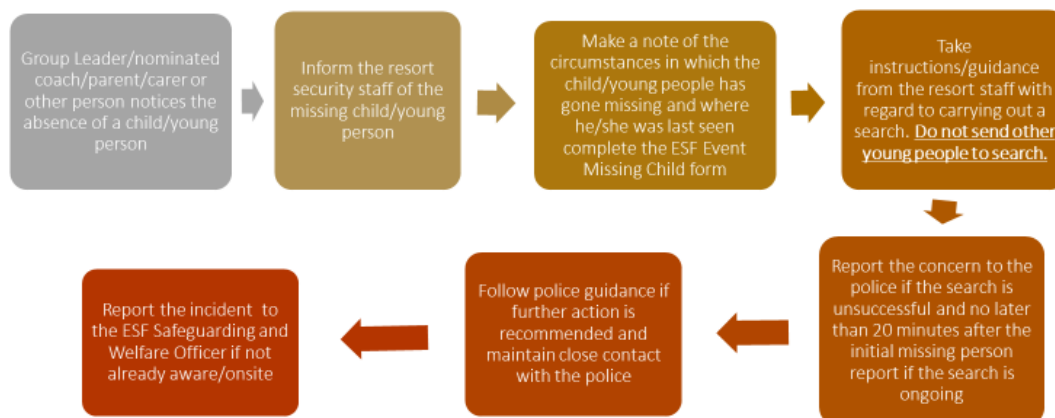 Group Leader/nominated
coach/parent/carer or
other person notices the
absence of a child/young
person
Inform the resort
security staff of the
missing child/young
person
Make a note of the
circumstances in which the
child/young people has
gone missing and where
he/she was last seen
complete the ESF Event
Missing Child form
Take
instructions/guidance
from the resort staff with
regard to carrying out a
search. Do not send other
young people to search.
Report the concern to the
police if the search is
unsuccessful and no later
than 20 minutes after the
initial missing person
report if the search is
ongoing
Follow police guidance if
further action is
recommended and
maintain close contact
with the police
Report the incident to
the ESF Safeguarding and
Welfare Officer if not
already aware/onsite